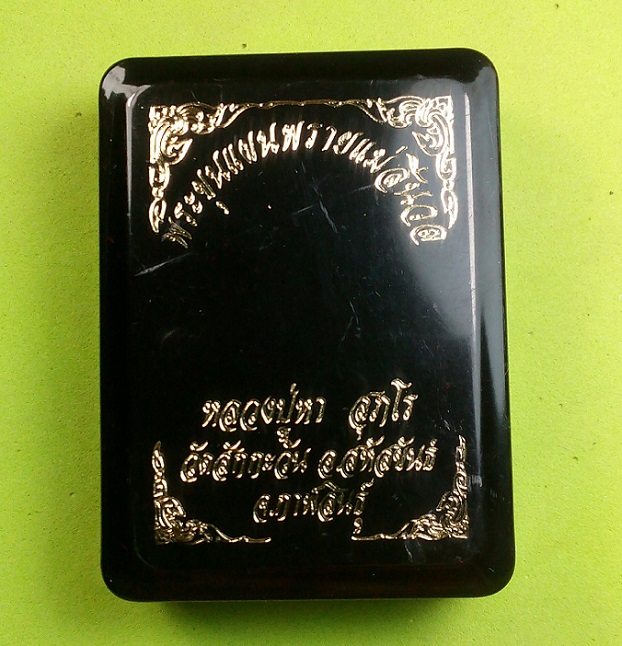 พระขุนแผนพรายแม่
หลวงปู่หา สุภโร
วัดสักกะวัน อ.สหัสขันธ์
จ.กาฬสินธุ์